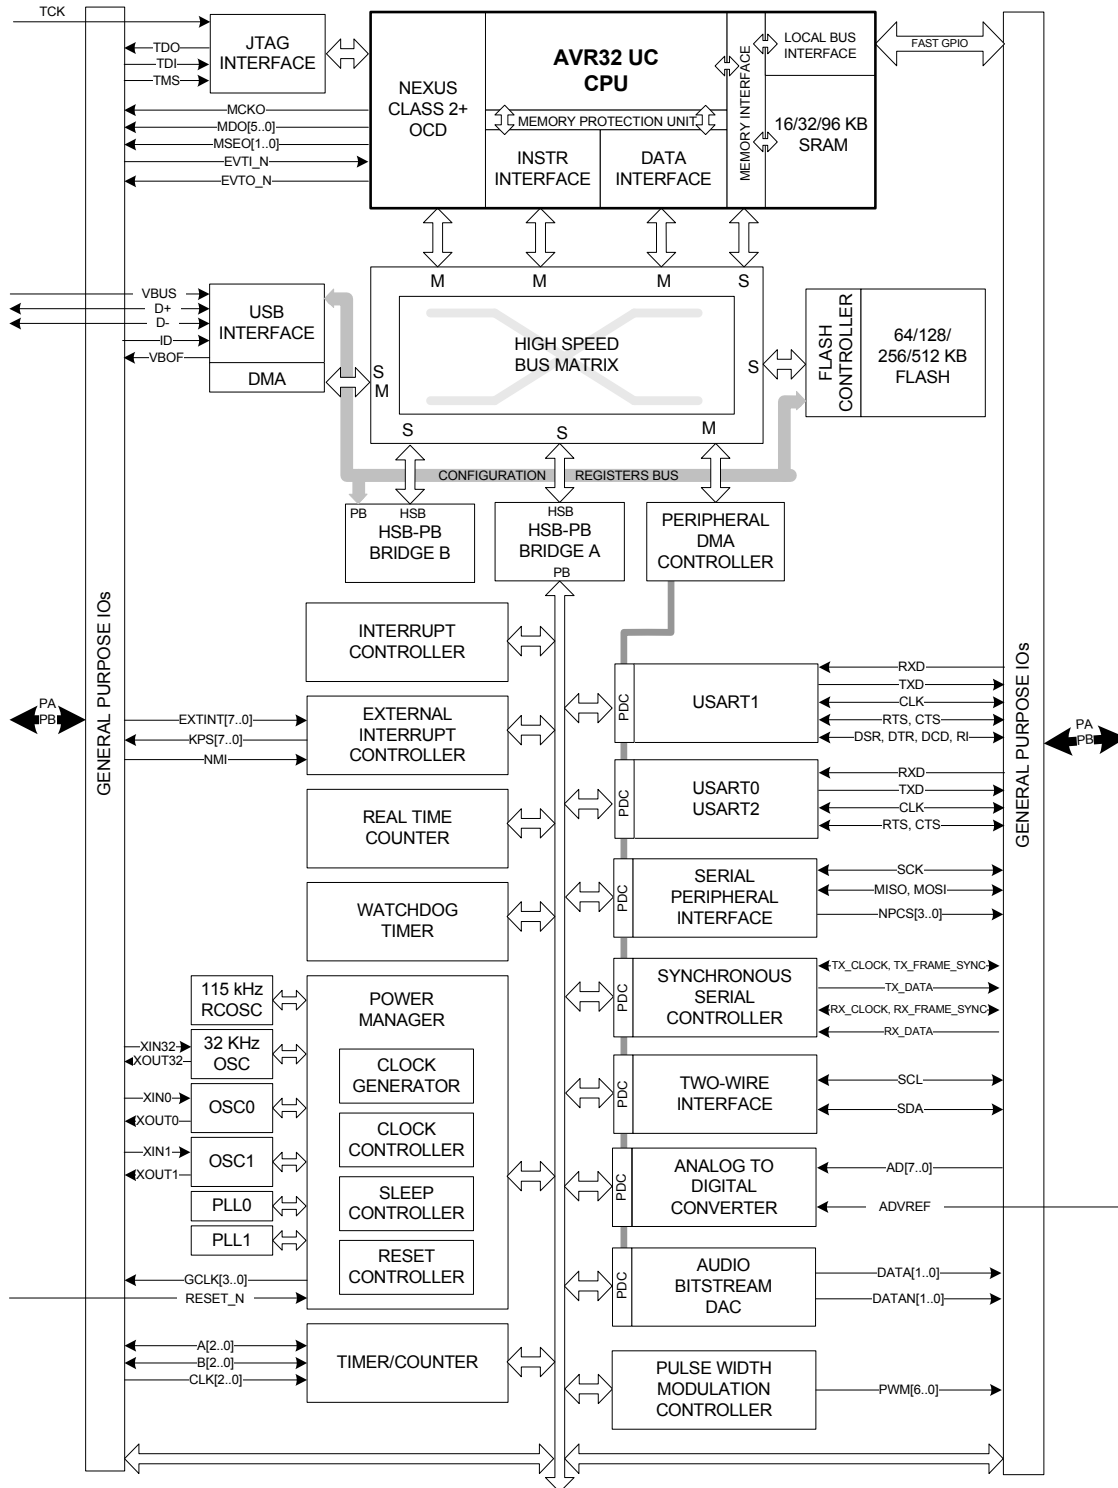 TCK
TDO
TDI
TMS
JTAG
INTERFACE
MCKO
MDO[5..0]
MSEO[1..0]
EVTI_N
EVTO_N
NEXUS
CLASS 2+
OCD
AVR32 UC
CPU
MEMORY PROTECTION UNIT
INSTR
INTERFACE
DATA
INTERFACE
MEMORY INTERFACE
LOCAL BUS
INTERFACE
16/32/96 KB
SRAM
FAST GPIO
M
M
M
S
VBUS
D+
D-
ID
VBOF
USB
INTERFACE
DMA
S
M
HIGH SPEED
BUS MATRIX
S
FLASH
CONTROLLER
64/128/
256/512 KB
FLASH
S
S
M
CONFIGURATION
REGISTERS BUS
PB
HSB
HSB-PB
BRIDGE B
HSB
HSB-PB
BRIDGE A
PB
PERIPHERAL
DMA
CONTROLLER
GENERAL PURPOSE IOs
PA
PB
INTERRUPT
CONTROLLER
EXTINT[7..0]
KPS[7..0]
NMI
EXTERNAL
INTERRUPT
CONTROLLER
REAL TIME
COUNTER
WATCHDOG
TIMER
115 kHz
RCOSC
XIN32
XOUT32
32 KHz
OSC
XIN0
XOUT0
OSC0
XIN1
XOUT1
OSC1
PLL0
PLL1
GCLK[3..0]
RESET_N
POWER
MANAGER
CLOCK
GENERATOR
CLOCK
CONTROLLER
SLEEP
CONTROLLER
RESET
CONTROLLER
A[2..0]
B[2..0]
CLK[2..0]
TIMER/COUNTER
PDC
USART1
RXD
TXD
CLK
RTS, CTS
DSR, DTR, DCD, RI
PDC
USART0
USART2
RXD
TXD
CLK
RTS, CTS
PDC
SERIAL
PERIPHERAL
INTERFACE
SCK
MISO, MOSI
NPCS[3..0]
PDC
SYNCHRONOUS
SERIAL
CONTROLLER
TX_CLOCK, TX_FRAME_SYNC
TX_DATA
RX_CLOCK, RX_FRAME_SYNC
RX_DATA
PDC
TWO-WIRE
INTERFACE
SCL
SDA
PDC
ANALOG TO
DIGITAL
CONVERTER
AD[7..0]
ADVREF
PDC
AUDIO
BITSTREAM
DAC
DATA[1..0]
DATAN[1..0]
PULSE WIDTH
MODULATION
CONTROLLER
PWM[6..0]
GENERAL PURPOSE IOs
PA
PB